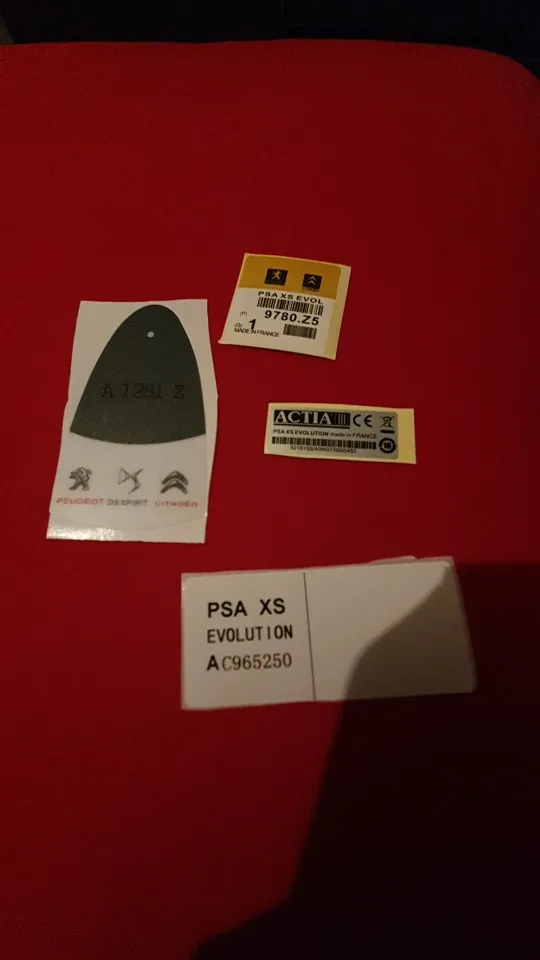 PSA XS EVOL
(P) 9780.Z5
(Q) 1
MADE IN FRANCE
A 1281 Z
PEUGEOT DS SPIRIT CITROËN
ACTIA CE
PSA XS EVOLUTION made in FRANCE
PSA XS
EVOLUTION
AC965250